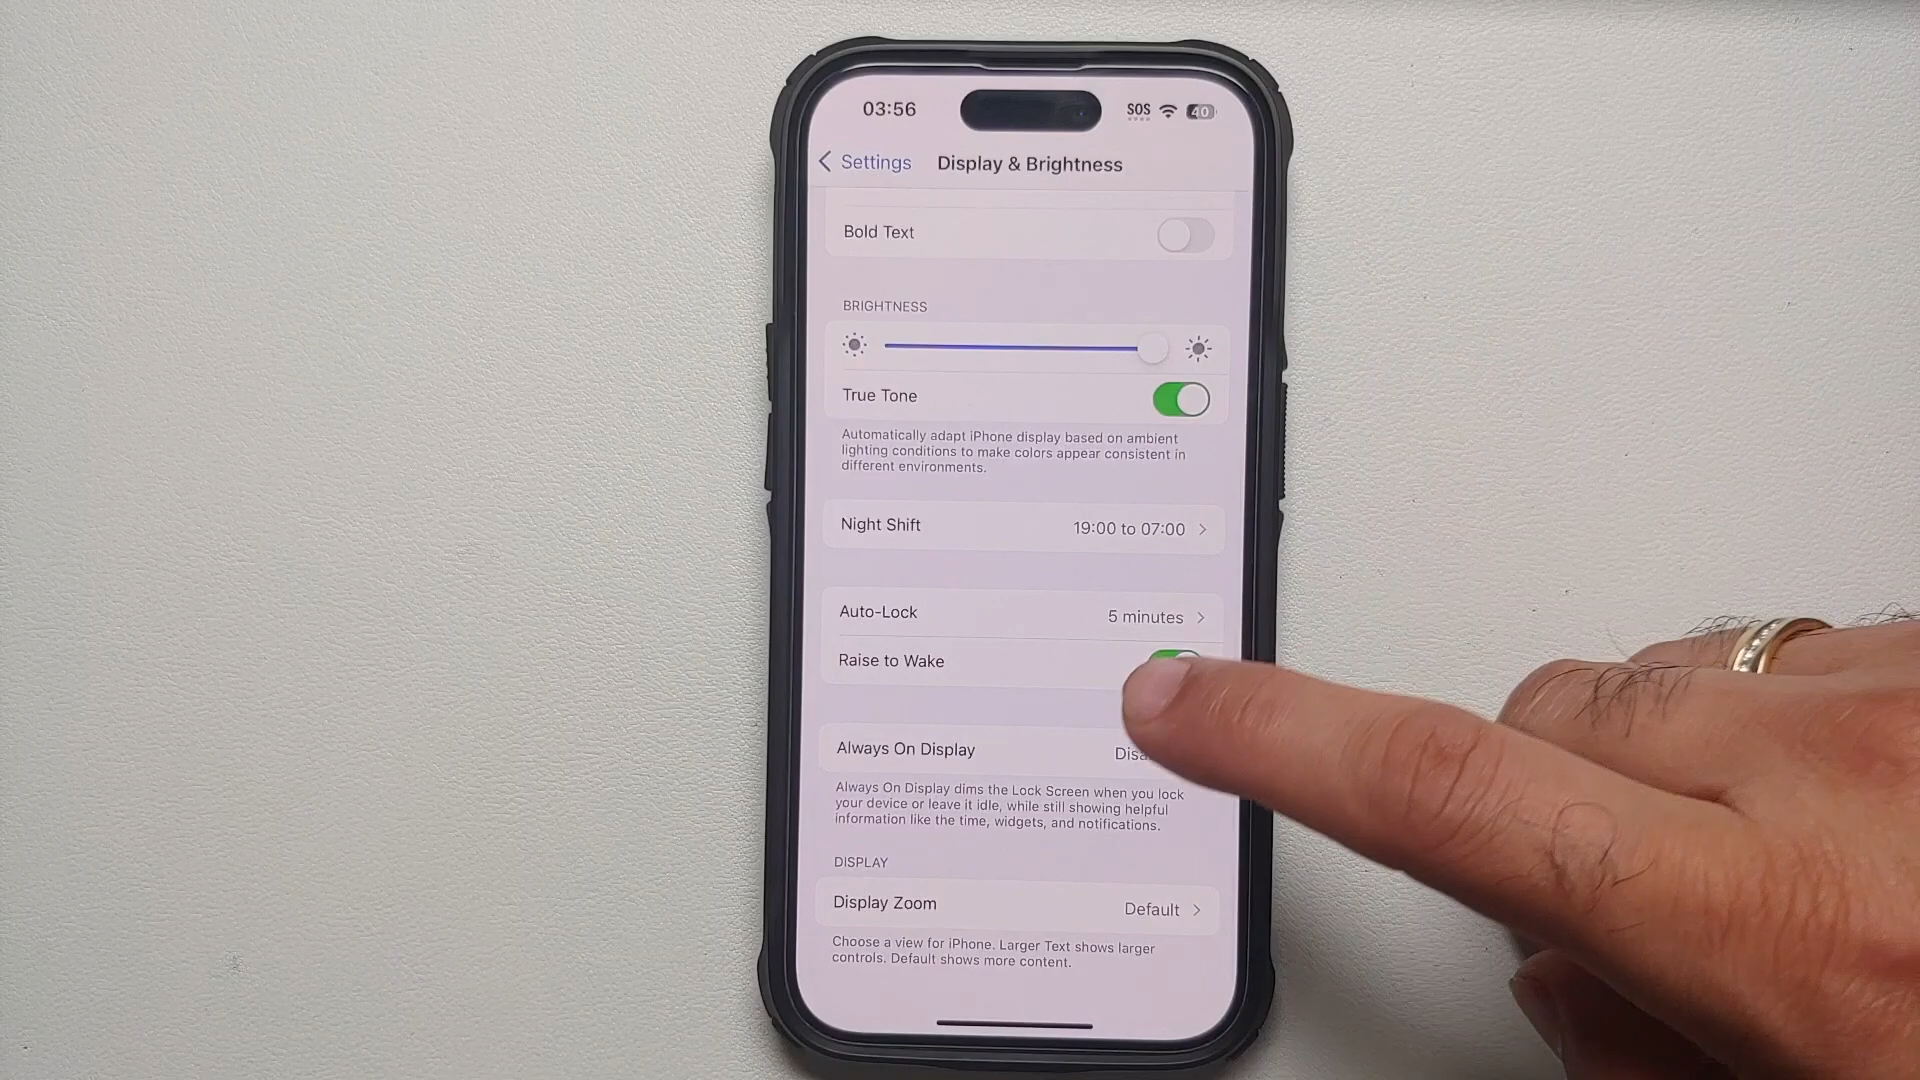 03:56 SOS 40
Settings Display & Brightness
Bold Text
BRIGHTNESS
True Tone
Automatically adapt iPhone display based on ambient
lighting conditions to make colors appear consistent in
different environments.
Night Shift 19:00 to 07:00
Auto-Lock 5 minutes
Raise to Wake
Always On Display
Always On Display dims the Lock Screen when you lock
your device or leave it idle, while still showing helpful
information like the time, widgets, and notifications.
DISPLAY
Display Zoom Default
Choose a view for iPhone. Larger Text shows larger
controls. Default shows more content.